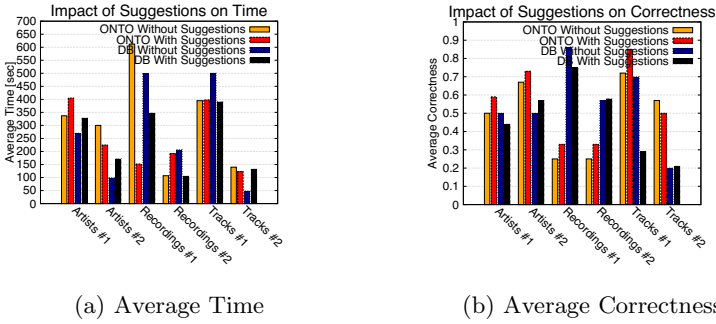 Impact of Suggestions on Time
700
600
500
400
350
300
250
200
150
100
50
0
Average Time [sec]
ONTO Without Suggestions
ONTO With Suggestions
DB Without Suggestions
DB With Suggestions
Artists #1
Artists #2
Recordings #1
Recordings #2
Tracks #1
Tracks #2
(a) Average Time
Impact of Suggestions on Correctness
1
0.9
0.8
0.7
0.6
0.5
0.4
0.3
0.2
0.1
0
Average Correctness
ONTO Without Suggestions
ONTO With Suggestions
DB Without Suggestions
DB With Suggestions
Artists #1
Artists #2
Recordings #1
Recordings #2
Tracks #1
Tracks #2
(b) Average Correctness